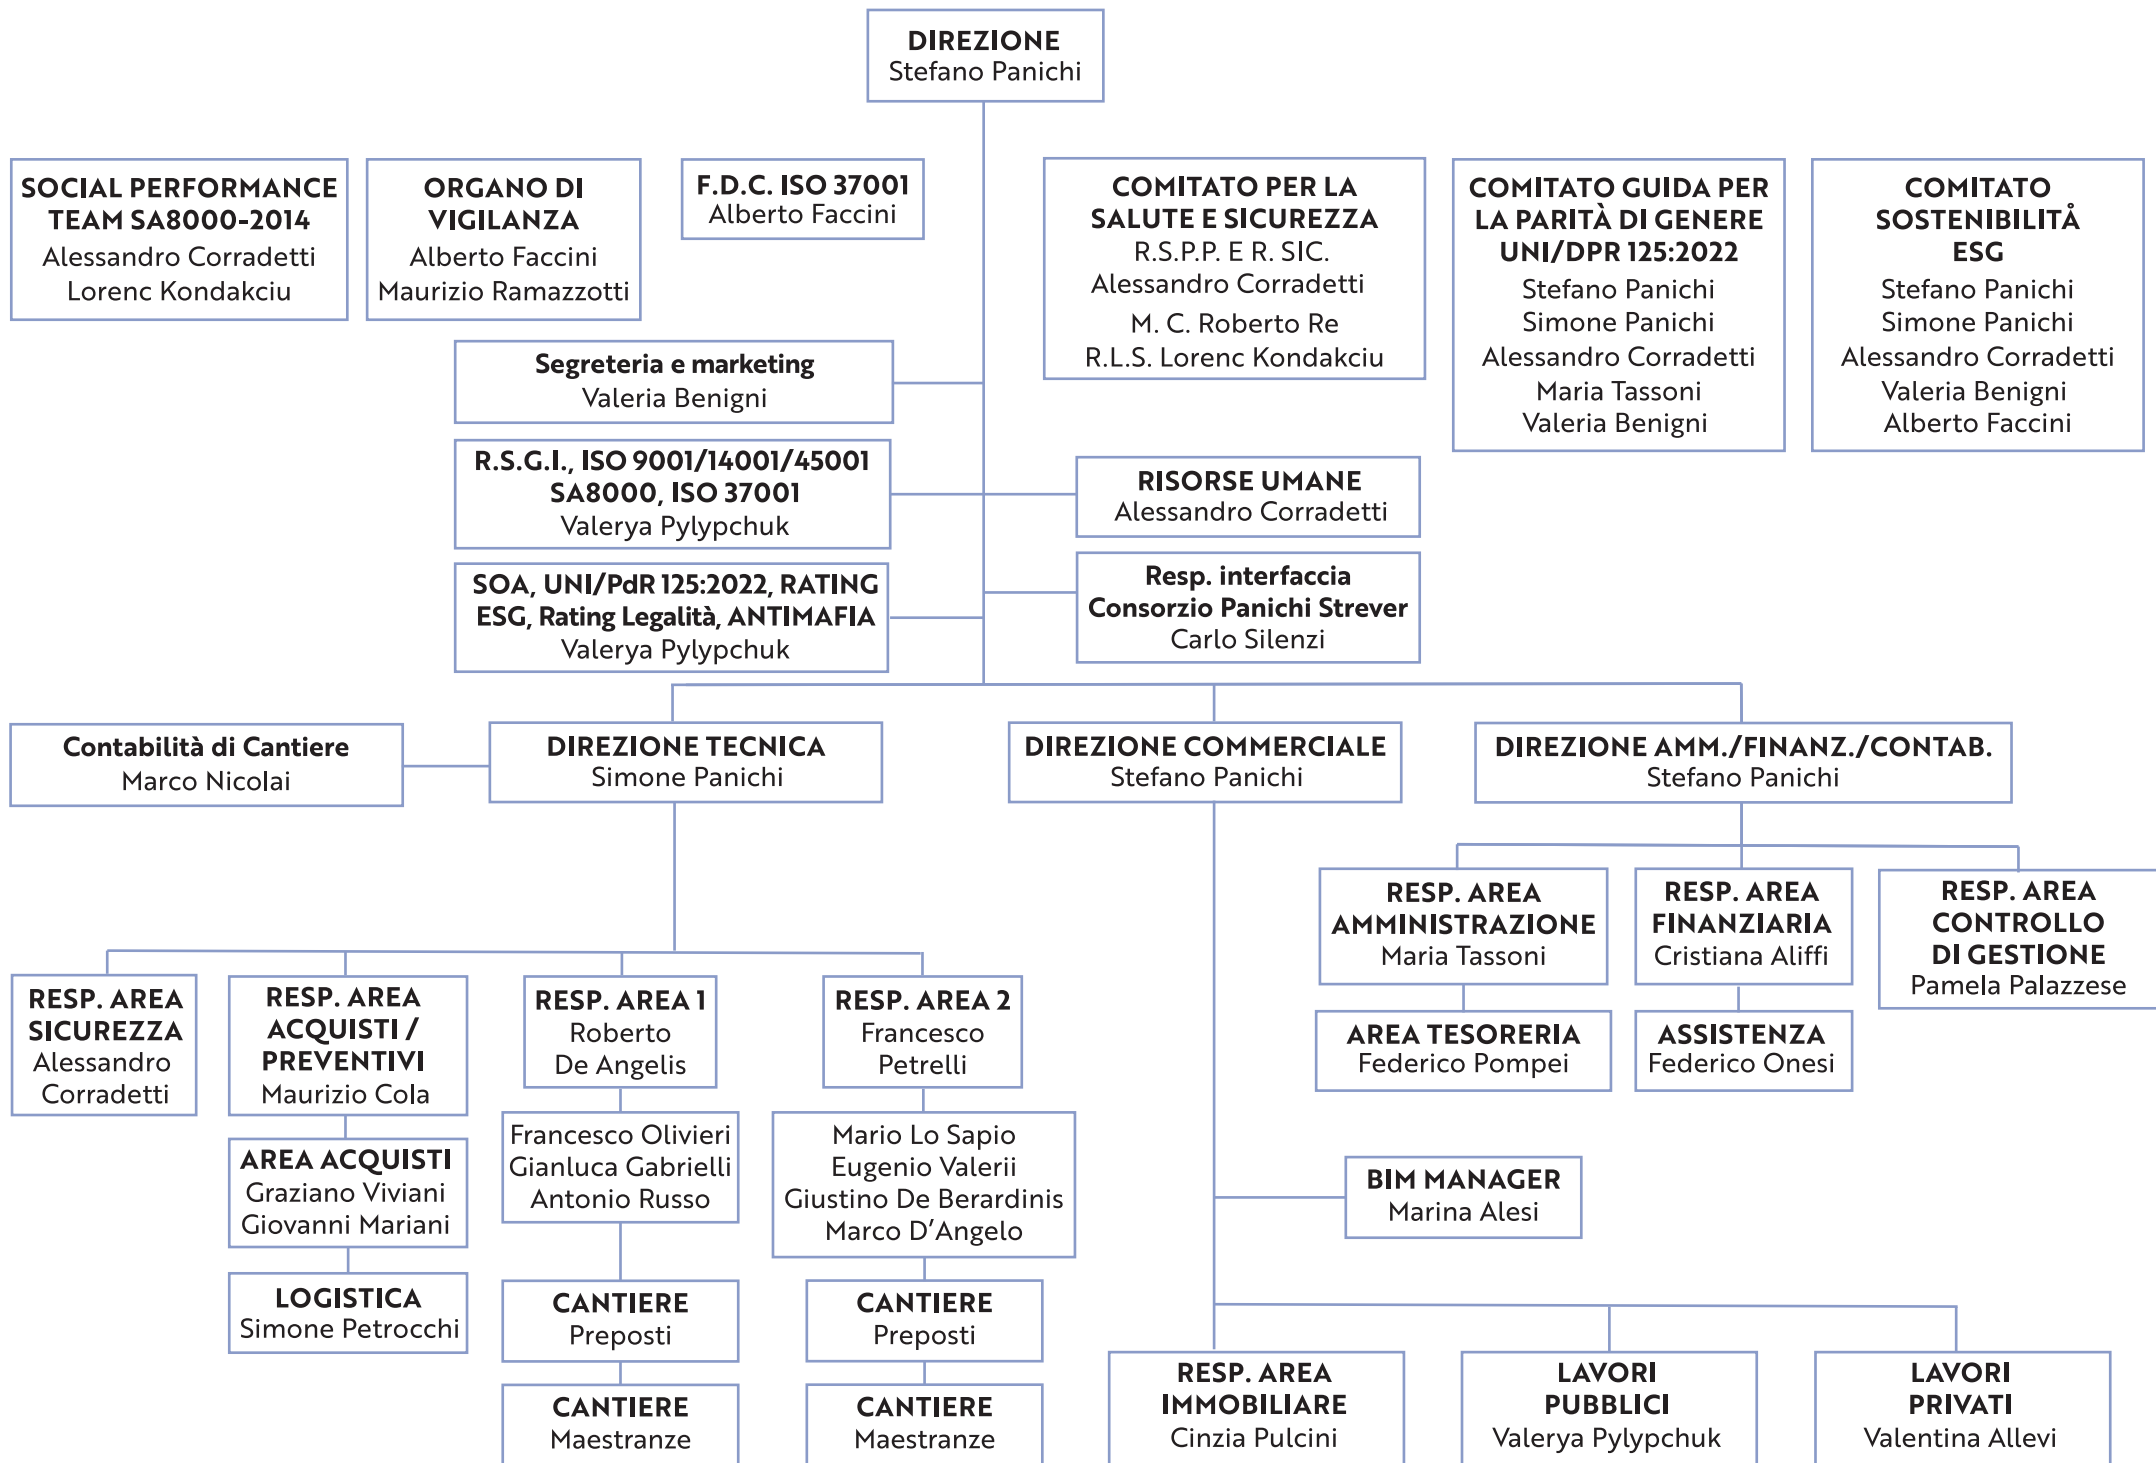 DIREZIONE
Stefano Panichi
SOCIAL PERFORMANCE
TEAM SA8000-2014
Alessandro Corradetti
Lorenc Kondakciu
ORGANO DI
VIGILANZA
Alberto Faccini
Maurizio Ramazzotti
F.D.C. ISO 37001
Alberto Faccini
COMITATO PER LA
SALUTE E SICUREZZA
R.S.P.P. E R. SIC.
Alessandro Corradetti
M. C. Roberto Re
R.L.S. Lorenc Kondakciu
COMITATO GUIDA PER
LA PARITÀ DI GENERE
UNI/DPR 125:2022
Stefano Panichi
Simone Panichi
Alessandro Corradetti
Maria Tassoni
Valeria Benigni
COMITATO
SOSTENIBILITÅ
ESG
Stefano Panichi
Simone Panichi
Alessandro Corradetti
Valeria Benigni
Alberto Faccini
Segreteria e marketing
Valeria Benigni
R.S.G.I., ISO 9001/14001/45001
SA8000, ISO 37001
Valerya Pylypchuk
RISORSE UMANE
Alessandro Corradetti
SOA, UNI/PdR 125:2022, RATING
ESG, Rating Legalità, ANTIMAFIA
Valerya Pylypchuk
Resp. interfaccia
Consorzio Panichi Strever
Carlo Silenzi
Contabilità di Cantiere
Marco Nicolai
DIREZIONE TECNICA
Simone Panichi
DIREZIONE COMMERCIALE
Stefano Panichi
DIREZIONE AMM./FINANZ./CONTAB.
Stefano Panichi
RESP. AREA
AMMINISTRAZIONE
Maria Tassoni
RESP. AREA
FINANZIARIA
Cristiana Aliffi
RESP. AREA
CONTROLLO
DI GESTIONE
Pamela Palazzese
AREA TESORERIA
Federico Pompei
ASSISTENZA
Federico Onesi
RESP. AREA
SICUREZZA
Alessandro
Corradetti
RESP. AREA
ACQUISTI /
PREVENTIVI
Maurizio Cola
RESP. AREA 1
Roberto
De Angelis
RESP. AREA 2
Francesco
Petrelli
AREA ACQUISTI
Graziano Viviani
Giovanni Mariani
Francesco Olivieri
Gianluca Gabrielli
Antonio Russo
Mario Lo Sapio
Eugenio Valerii
Giustino De Berardinis
Marco D'Angelo
BIM MANAGER
Marina Alesi
LOGISTICA
Simone Petrocchi
CANTIERE
Preposti
CANTIERE
Preposti
CANTIERE
Maestranze
CANTIERE
Maestranze
RESP. AREA
IMMOBILIARE
Cinzia Pulcini
LAVORI
PUBBLICI
Valerya Pylypchuk
LAVORI
PRIVATI
Valentina Allevi